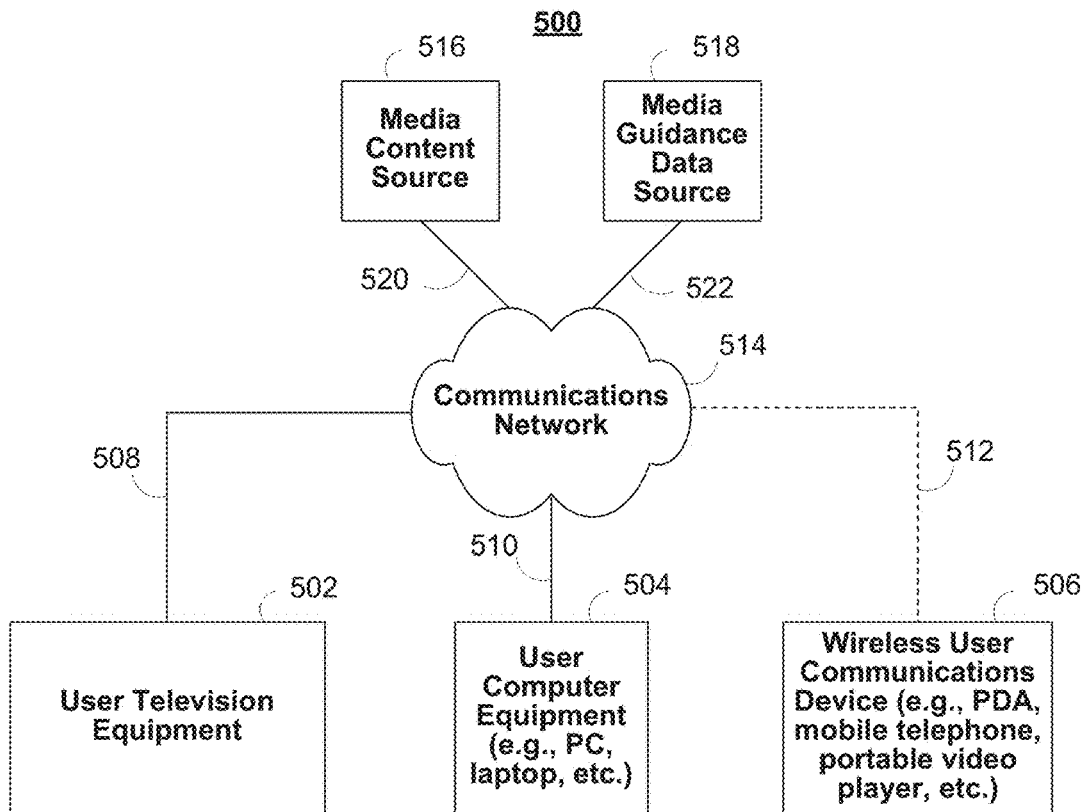 500
516
518
Media
Content
Source
Media
Guidance
Data
Source
520
522
514
Communications
Network
508
512
510
502
504
506
User Television
Equipment
User
Computer
Equipment
(e.g., PC,
laptop, etc.)
Wireless User
Communications
Device (e.g., PDA,
mobile telephone,
portable video
player, etc.)